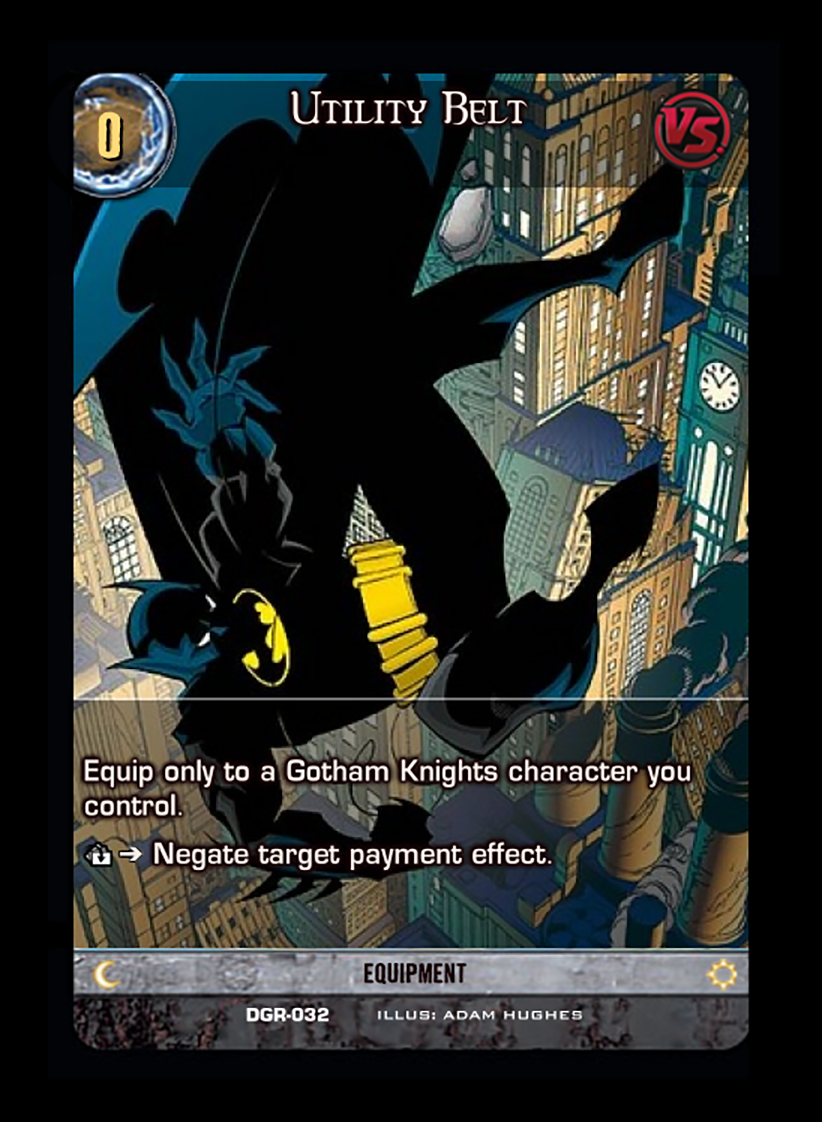 0
UTILITY BELT
VS.
Equip only to a Gotham Knights character you
control.
➔ Negate target payment effect.
EQUIPMENT
DGR-032 ILLUS: ADAM HUGHES